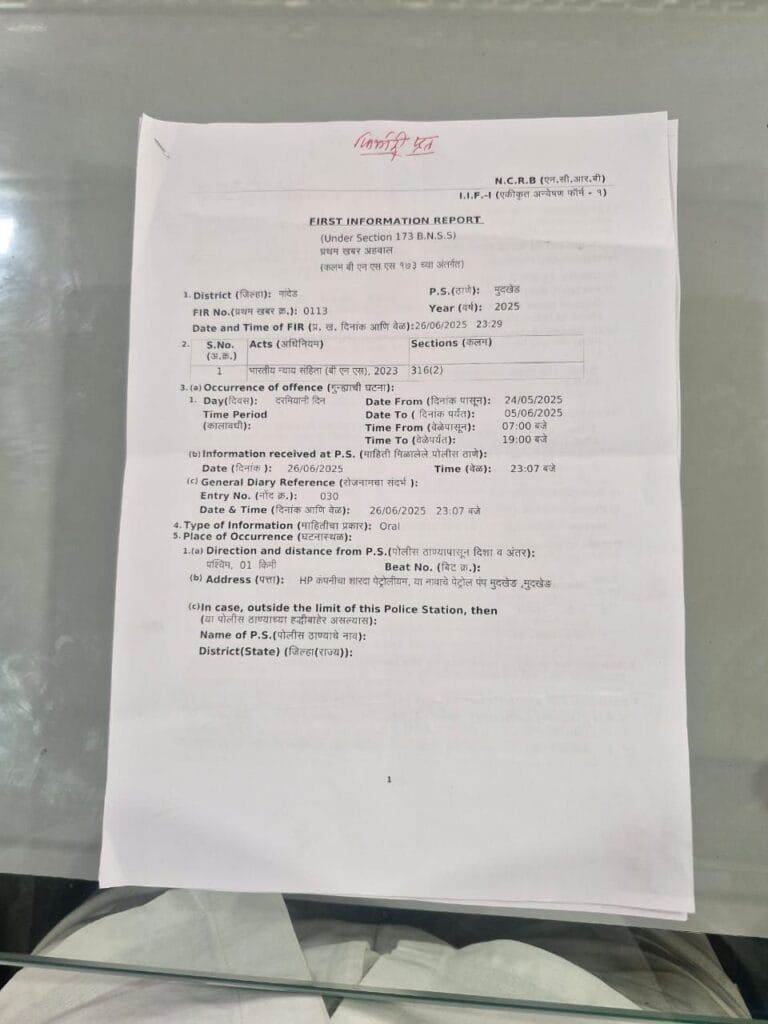 फिर्यादी प्रत
N.C.R.B (एन.सी.आर.बी)
I.I.F.-I (एकीकृत अन्वेषण फॉर्म - १)
FIRST INFORMATION REPORT
(Under Section 173 B.N.S.S)
प्रथम खबर अहवाल
(कलम बी एन एस एस १७३ च्या अंतर्गत)
1. District (जिल्हा): नांदेड P.S.(ठाणे): मुदखेड
FIR No.(प्रथम खबर क्र.): 0113 Year (वर्ष): 2025
Date and Time of FIR (प्र. ख. दिनांक आणि वेळ):26/06/2025 23:29
2. S.No. (अ.क्र.) Acts (अधिनियम) Sections (कलम)
1 भारतीय न्याय संहिता (बी एन एस), 2023 316(2)
3. (a) Occurrence of offence (गुन्ह्याची घटना):
1. Day(दिवस): दरमियानी दिन Date From (दिनांक पासून): 24/05/2025
Time Period (कालावधी): Date To ( दिनांक पर्यंत): 05/06/2025
Time From (वेळेपासून): 07:00 बजे
Time To (वेळेपर्यंत): 19:00 बजे
(b) Information received at P.S. (माहिती मिळालेले पोलीस ठाणे):
Date (दिनांक ): 26/06/2025 Time (वेळ): 23:07 बजे
(c) General Diary Reference (रोजनामचा संदर्भ ):
Entry No. (नोंद क्र.): 030
Date & Time (दिनांक आणि वेळ): 26/06/2025 23:07 बजे
4. Type of Information (माहितीचा प्रकार): Oral
5. Place of Occurrence (घटनास्थळ):
1.(a) Direction and distance from P.S.(पोलीस ठाण्यापासून दिशा व अंतर):
पश्चिम, 01 किमी Beat No. (बिट क्र.):
(b) Address (पत्ता): HP कंपनीचा शारदा पेट्रोलीयम, या नावाचे पेट्रोल पंप मुदखेड ,मुदखेड
(c)In case, outside the limit of this Police Station, then
(या पोलीस ठाण्याच्या हद्दीबाहेर असल्यास):
Name of P.S.(पोलीस ठाण्याचे नाव):
District(State) (जिल्हा(राज्य)):
1